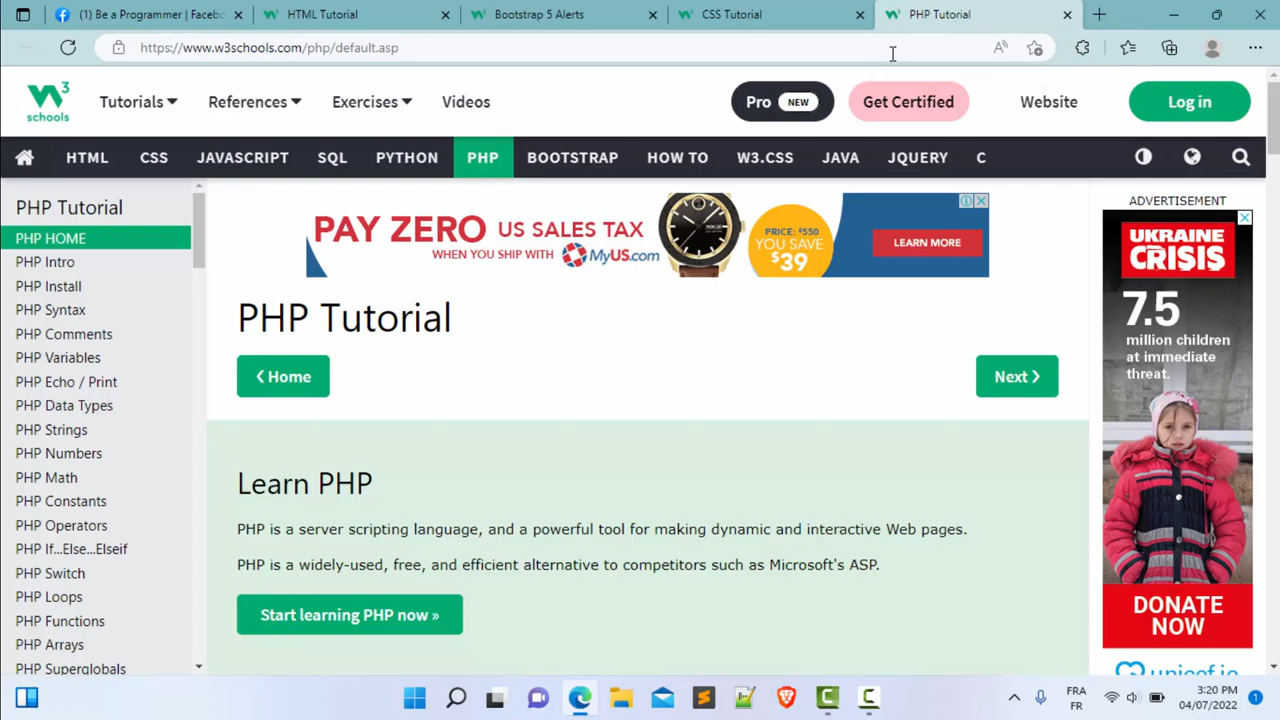 (1) Be a Programmer | Facebo
HTML Tutorial
Bootstrap 5 Alerts
CSS Tutorial
PHP Tutorial
https://www.w3schools.com/php/default.asp
W3
schools
Tutorials
References
Exercises
Videos
Pro NEW
Get Certified
Website
Log in
HTML
CSS
JAVASCRIPT
SQL
PYTHON
PHP
BOOTSTRAP
HOW TO
W3.CSS
JAVA
JQUERY
C
PHP Tutorial
PHP HOME
PHP Intro
PHP Install
PHP Syntax
PHP Comments
PHP Variables
PHP Echo / Print
PHP Data Types
PHP Strings
PHP Numbers
PHP Math
PHP Constants
PHP Operators
PHP If...Else...Elseif
PHP Switch
PHP Loops
PHP Functions
PHP Arrays
PHP Superglobals
PAY ZERO US SALES TAX
WHEN YOU SHIP WITH MyUS.com
PRICE: $550
YOU SAVE
$39
LEARN MORE
PHP Tutorial
❮ Home
Next ❯
Learn PHP
PHP is a server scripting language, and a powerful tool for making dynamic and interactive Web pages.
PHP is a widely-used, free, and efficient alternative to competitors such as Microsoft's ASP.
Start learning PHP now »
ADVERTISEMENT
UKRAINE
CRISIS
7.5
million children
at immediate
threat.
DONATE
NOW
unicef.ie
FRA
FR
3:20 PM
04/07/2022
1